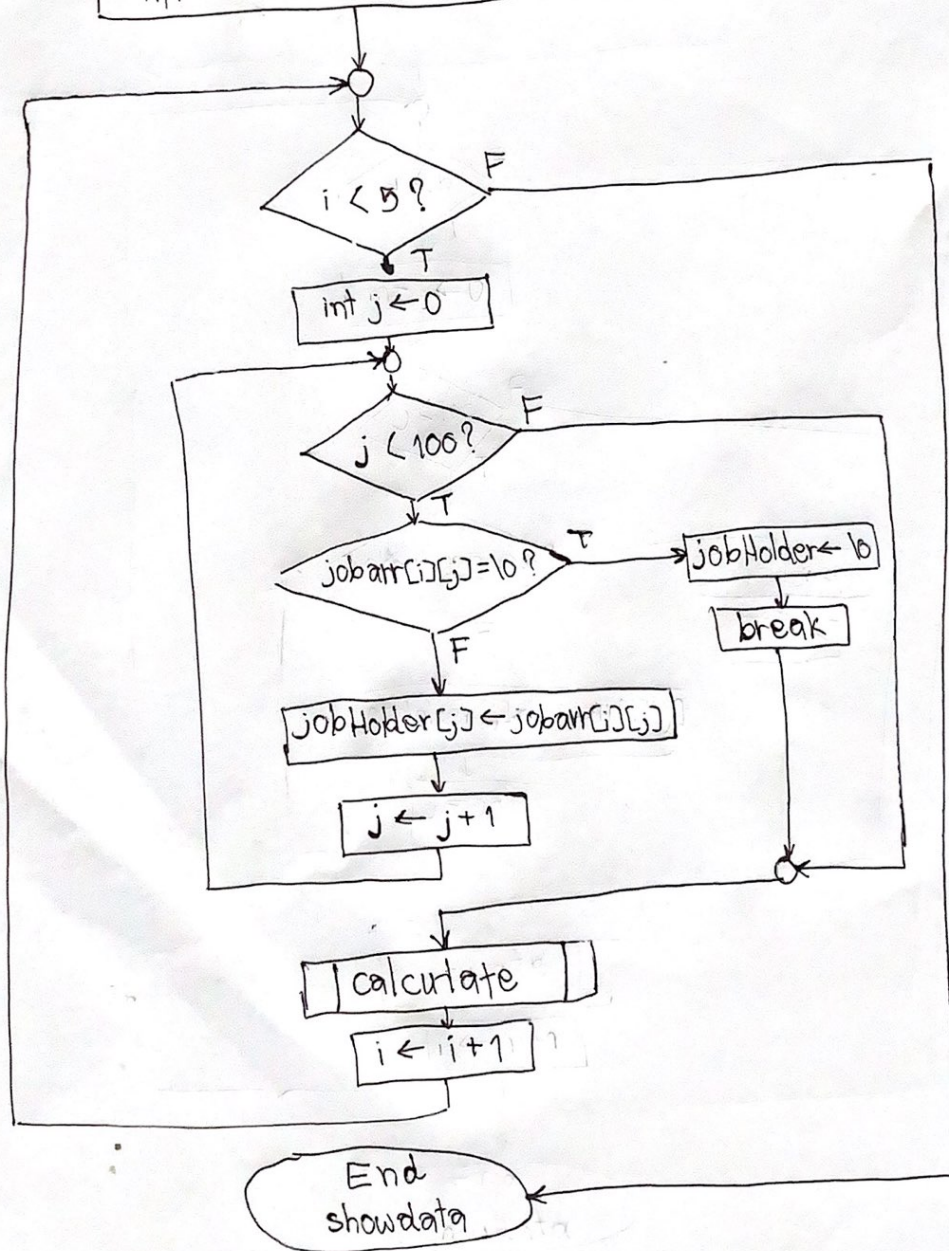 i < 5 ?
F
T
int j ← 0
j < 100 ?
F
T
jobarr[i][j]=\0 ?
T
jobHolder ← \0
break
F
jobHolder[j] ← jobarr[i][j]
j ← j + 1
calculate
i ← i + 1
End
showdata